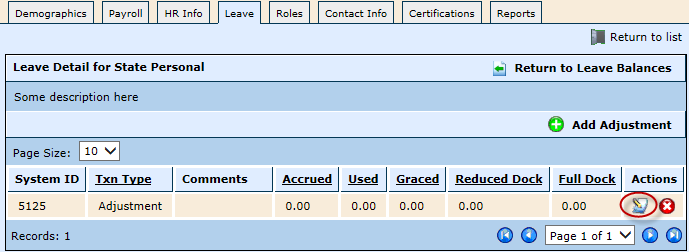 Demographics Payroll HR Info Leave Roles Contact Info Certifications Reports
Return to list
Leave Detail for State Personal Return to Leave Balances
Some description here
Add Adjustment
Page Size: 10
System ID Txn Type Comments Accrued Used Graced Reduced Dock Full Dock Actions
5125 Adjustment 0.00 0.00 0.00 0.00 0.00
Records: 1 Page 1 of 1